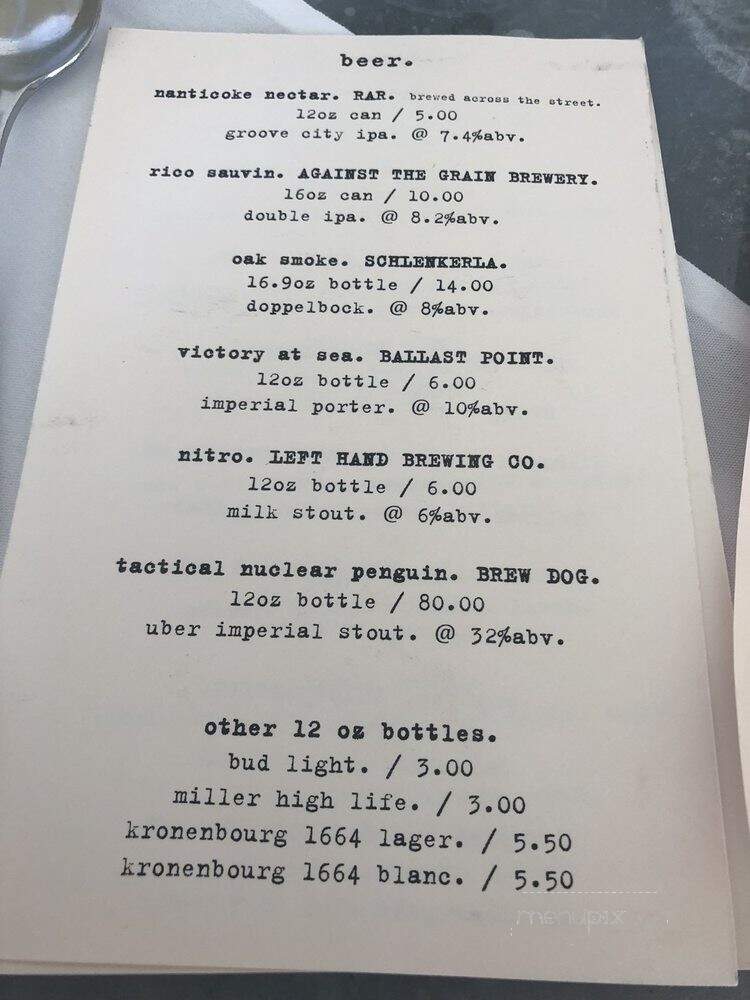 beer.
nanticoke nectar. RAR. brewed across the street.
12oz can / 5.00
groove city ipa. @ 7.4%abv.
rico sauvin. AGAINST THE GRAIN BREWERY.
16oz can / 10.00
double ipa. @ 8.2%abv.
oak smoke. SCHLENKERLA.
16.9oz bottle / 14.00
doppelbock. @ 8%abv.
victory at sea. BALLAST POINT.
12oz bottle / 6.00
imperial porter. @ 10%abv.
nitro. LEFT HAND BREWING CO.
12oz bottle / 6.00
milk stout. @ 6%abv.
tactical nuclear penguin. BREW DOG.
12oz bottle / 80.00
uber imperial stout. @ 32%abv.
other 12 oz bottles.
bud light. / 3.00
miller high life. / 3.00
kronenbourg 1664 lager. / 5.50
kronenbourg 1664 blanc. / 5.50
menupix